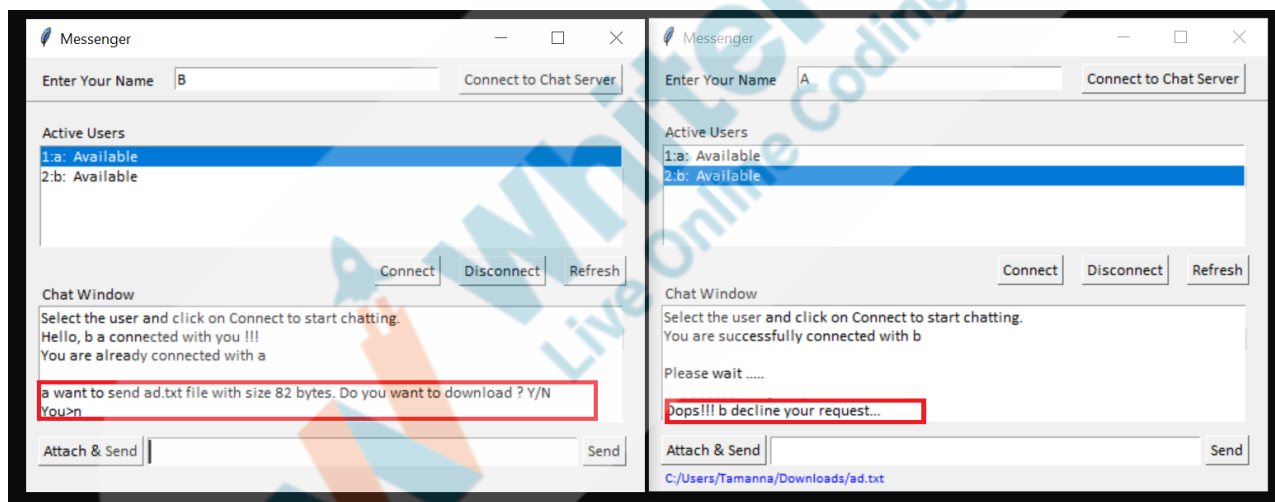 Messenger
Enter Your Name B Connect to Chat Server
Active Users
1:a: Available
2:b: Available
Connect Disconnect Refresh
Chat Window
Select the user and click on Connect to start chatting.
Hello, b a connected with you !!!
You are already connected with a
a want to send ad.txt file with size 82 bytes. Do you want to download ? Y/N
You>n
Attach & Send Send
Messenger
Enter Your Name A Connect to Chat Server
Active Users
1:a: Available
2:b: Available
Connect Disconnect Refresh
Chat Window
Select the user and click on Connect to start chatting.
You are successfully connected with b
Please wait .....
Oops!!! b decline your request...
Attach & Send Send
C:/Users/Tamanna/Downloads/ad.txt
Live Online Coding